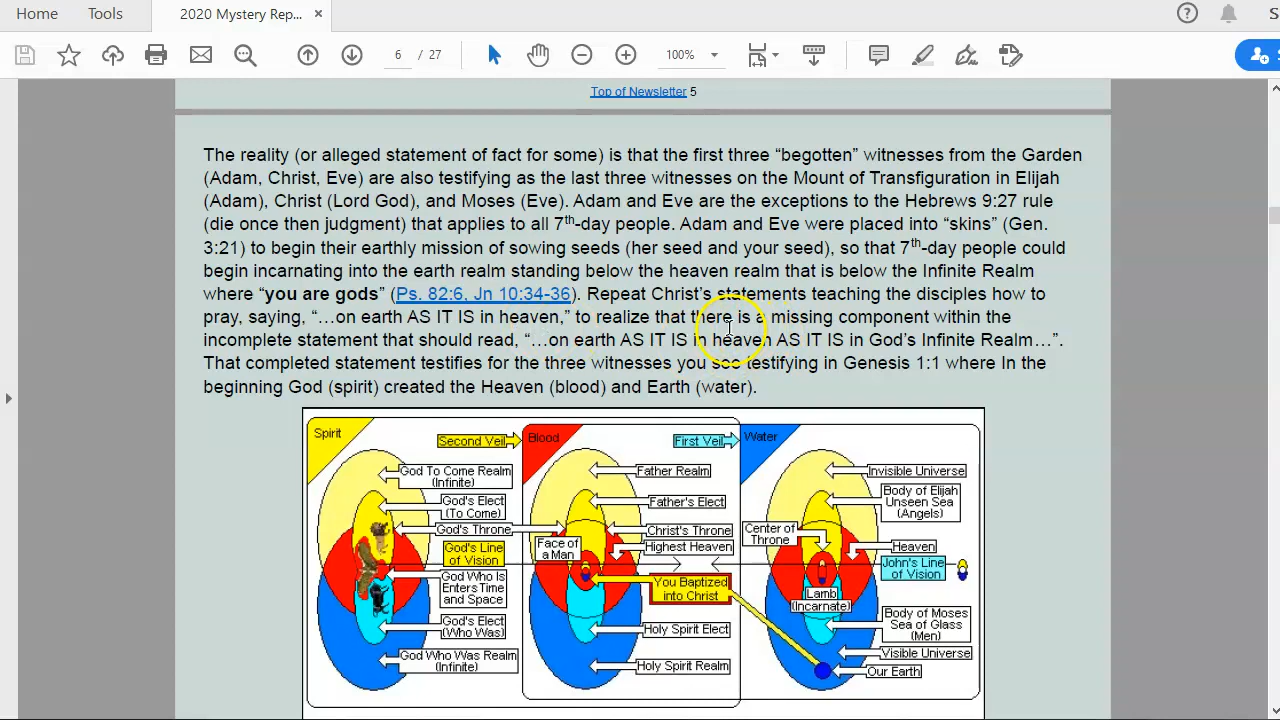 Home Tools 2020 Mystery Rep... × S
6 / 27 100%
Top of Newsletter 5
The reality (or alleged statement of fact for some) is that the first three “begotten” witnesses from the Garden
(Adam, Christ, Eve) are also testifying as the last three witnesses on the Mount of Transfiguration in Elijah
(Adam), Christ (Lord God), and Moses (Eve). Adam and Eve are the exceptions to the Hebrews 9:27 rule
(die once then judgment) that applies to all 7th-day people. Adam and Eve were placed into “skins” (Gen.
3:21) to begin their earthly mission of sowing seeds (her seed and your seed), so that 7th-day people could
begin incarnating into the earth realm standing below the heaven realm that is below the Infinite Realm
where “you are gods” (Ps. 82:6, Jn 10:34-36). Repeat Christ’s statements teaching the disciples how to
pray, saying, “…on earth AS IT IS in heaven,” to realize that there is a missing component within the
incomplete statement that should read, “…on earth AS IT IS in heaven AS IT IS in God’s Infinite Realm…”.
That completed statement testifies for the three witnesses you see testifying in Genesis 1:1 where In the
beginning God (spirit) created the Heaven (blood) and Earth (water).
Spirit
Second Veil
God To Come Realm
(Infinite)
God's Elect
(To Come)
God's Throne
God's Line
of Vision
God Who Is
Enters Time
and Space
God's Elect
(Who Was)
God Who Was Realm
(Infinite)
Blood
First Veil
Father Realm
Father's Elect
Christ's Throne
Face of
a Man
Highest Heaven
You Baptized
into Christ
Holy Spirit Elect
Holy Spirit Realm
Water
Invisible Universe
Body of Elijah
Unseen Sea
(Angels)
Center of
Throne
Heaven
John's Line
of Vision
Lamb
(Incarnate)
Body of Moses
Sea of Glass
(Men)
Visible Universe
Our Earth